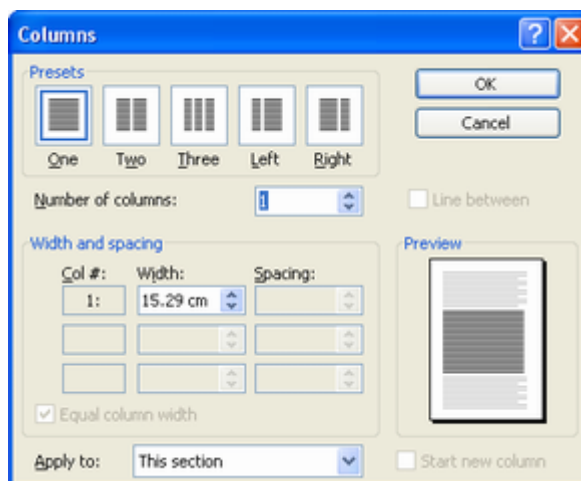 Columns
Presets
OK
Cancel
One Two Three Left Right
Number of columns: 1
Line between
Width and spacing
Preview
Col #: Width: Spacing:
1: 15.29 cm
Equal column width
Apply to: This section
Start new column